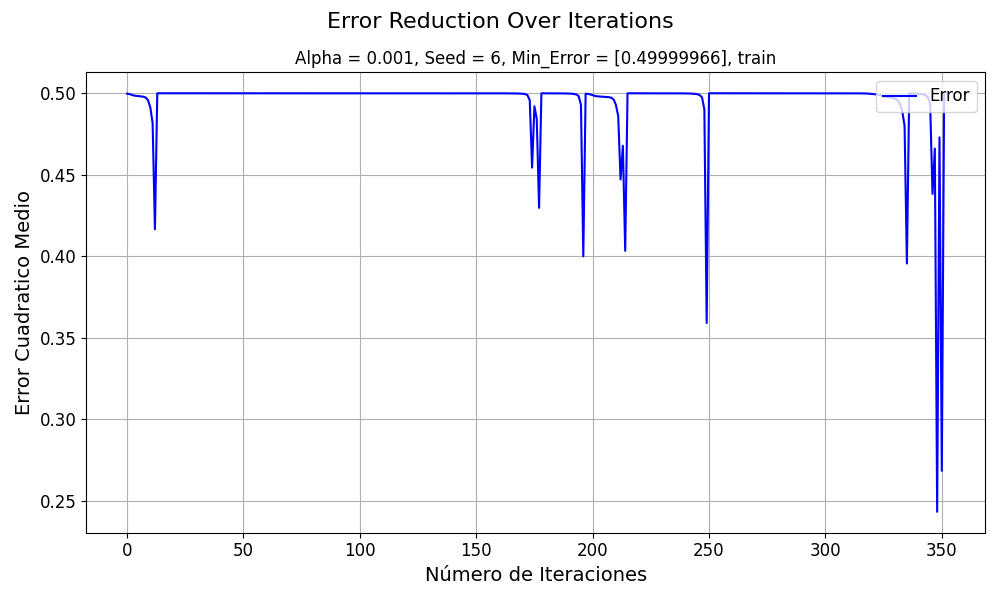 Error Reduction Over Iterations
Alpha = 0.001, Seed = 6, Min_Error = [0.49999966], train
Error
Error Cuadratico Medio
0.50
0.45
0.40
0.35
0.30
0.25
0 50 100 150 200 250 300 350
Número de Iteraciones